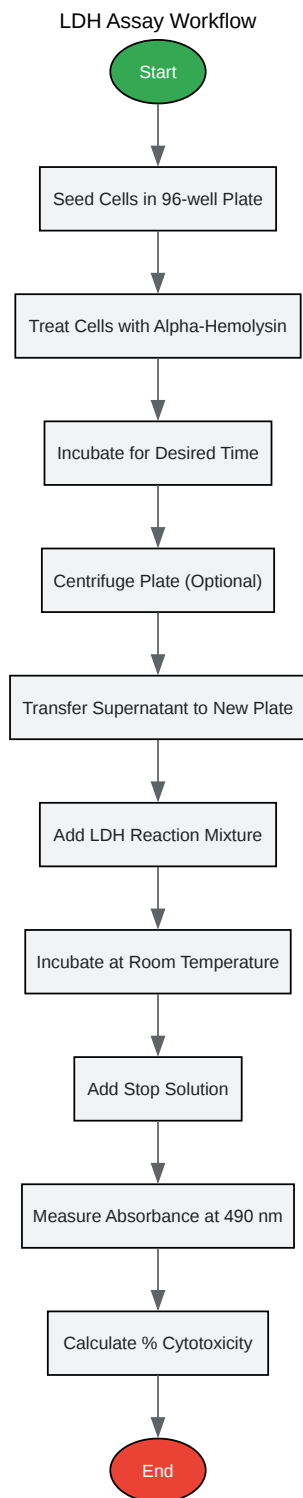 LDH Assay Workflow
Start
Seed Cells in 96-well Plate
Treat Cells with Alpha-Hemolysin
Incubate for Desired Time
Centrifuge Plate (Optional)
Transfer Supernatant to New Plate
Add LDH Reaction Mixture
Incubate at Room Temperature
Add Stop Solution
Measure Absorbance at 490 nm
Calculate % Cytotoxicity
End